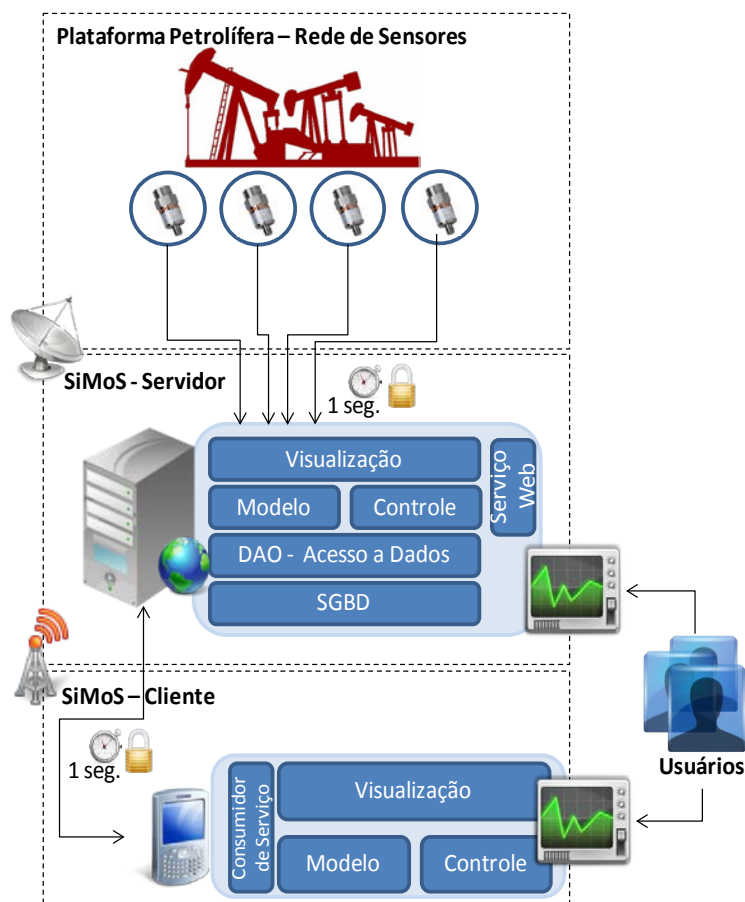 Plataforma Petrolífera – Rede de Sensores
SiMoS - Servidor
1 seg.
Visualização
Modelo
Controle
Serviço
Web
DAO - Acesso a Dados
SGBD
SiMoS – Cliente
1 seg.
Usuários
Consumidor
de Serviço
Visualização
Modelo
Controle